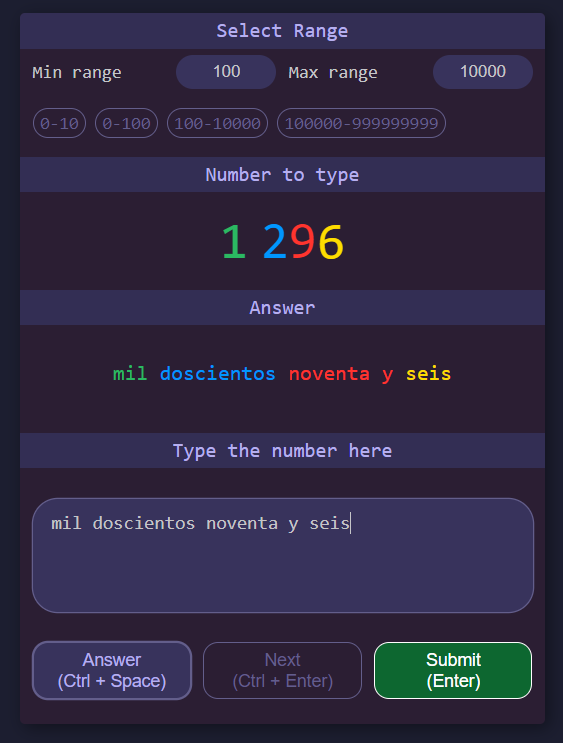 Select Range
Min range 100 Max range 10000
0-10 0-100 100-10000 100000-999999999
Number to type
1 296
Answer
mil doscientos noventa y seis
Type the number here
mil doscientos noventa y seis
Answer Next Submit
(Ctrl + Space) (Ctrl + Enter) (Enter)